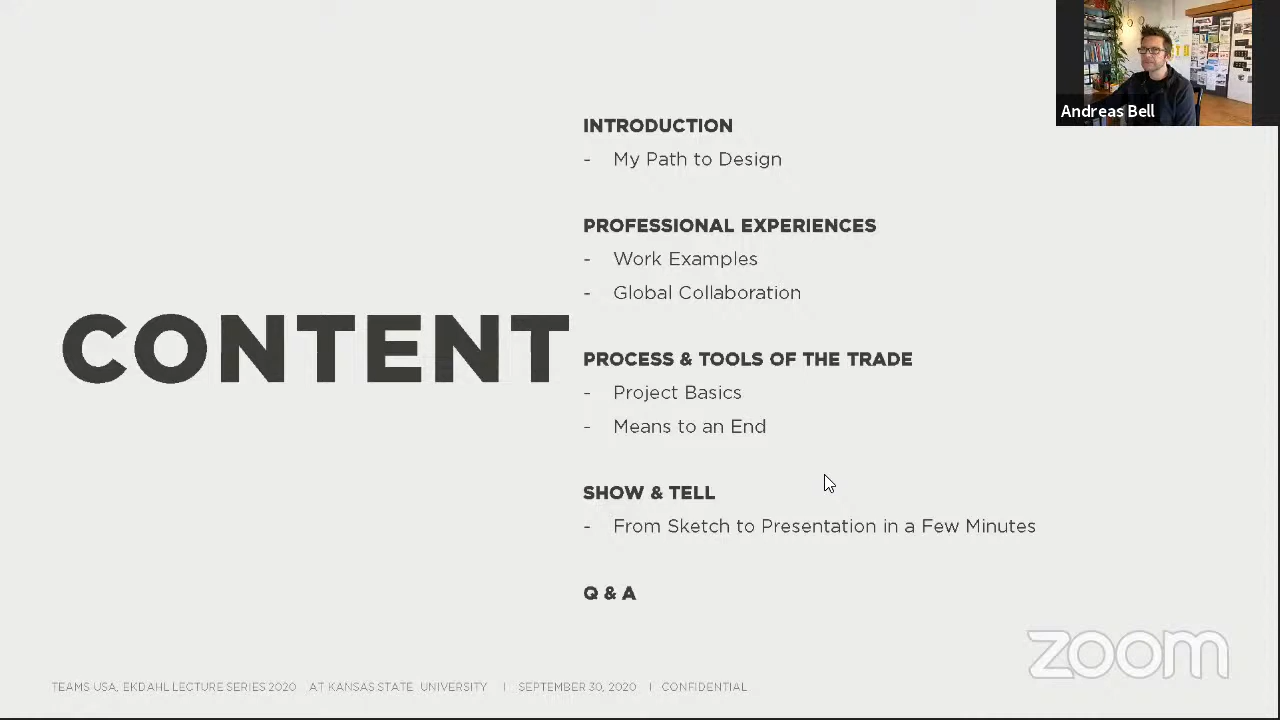 Andreas Bell
INTRODUCTION
- My Path to Design
PROFESSIONAL EXPERIENCES
- Work Examples
- Global Collaboration
CONTENT
PROCESS & TOOLS OF THE TRADE
- Project Basics
- Means to an End
SHOW & TELL
- From Sketch to Presentation in a Few Minutes
Q & A
zoom
TEAMS USA, EKDAHL LECTURE SERIES 2020 AT KANSAS STATE UNIVERSITY I SEPTEMBER 30, 2020 I CONFIDENTIAL